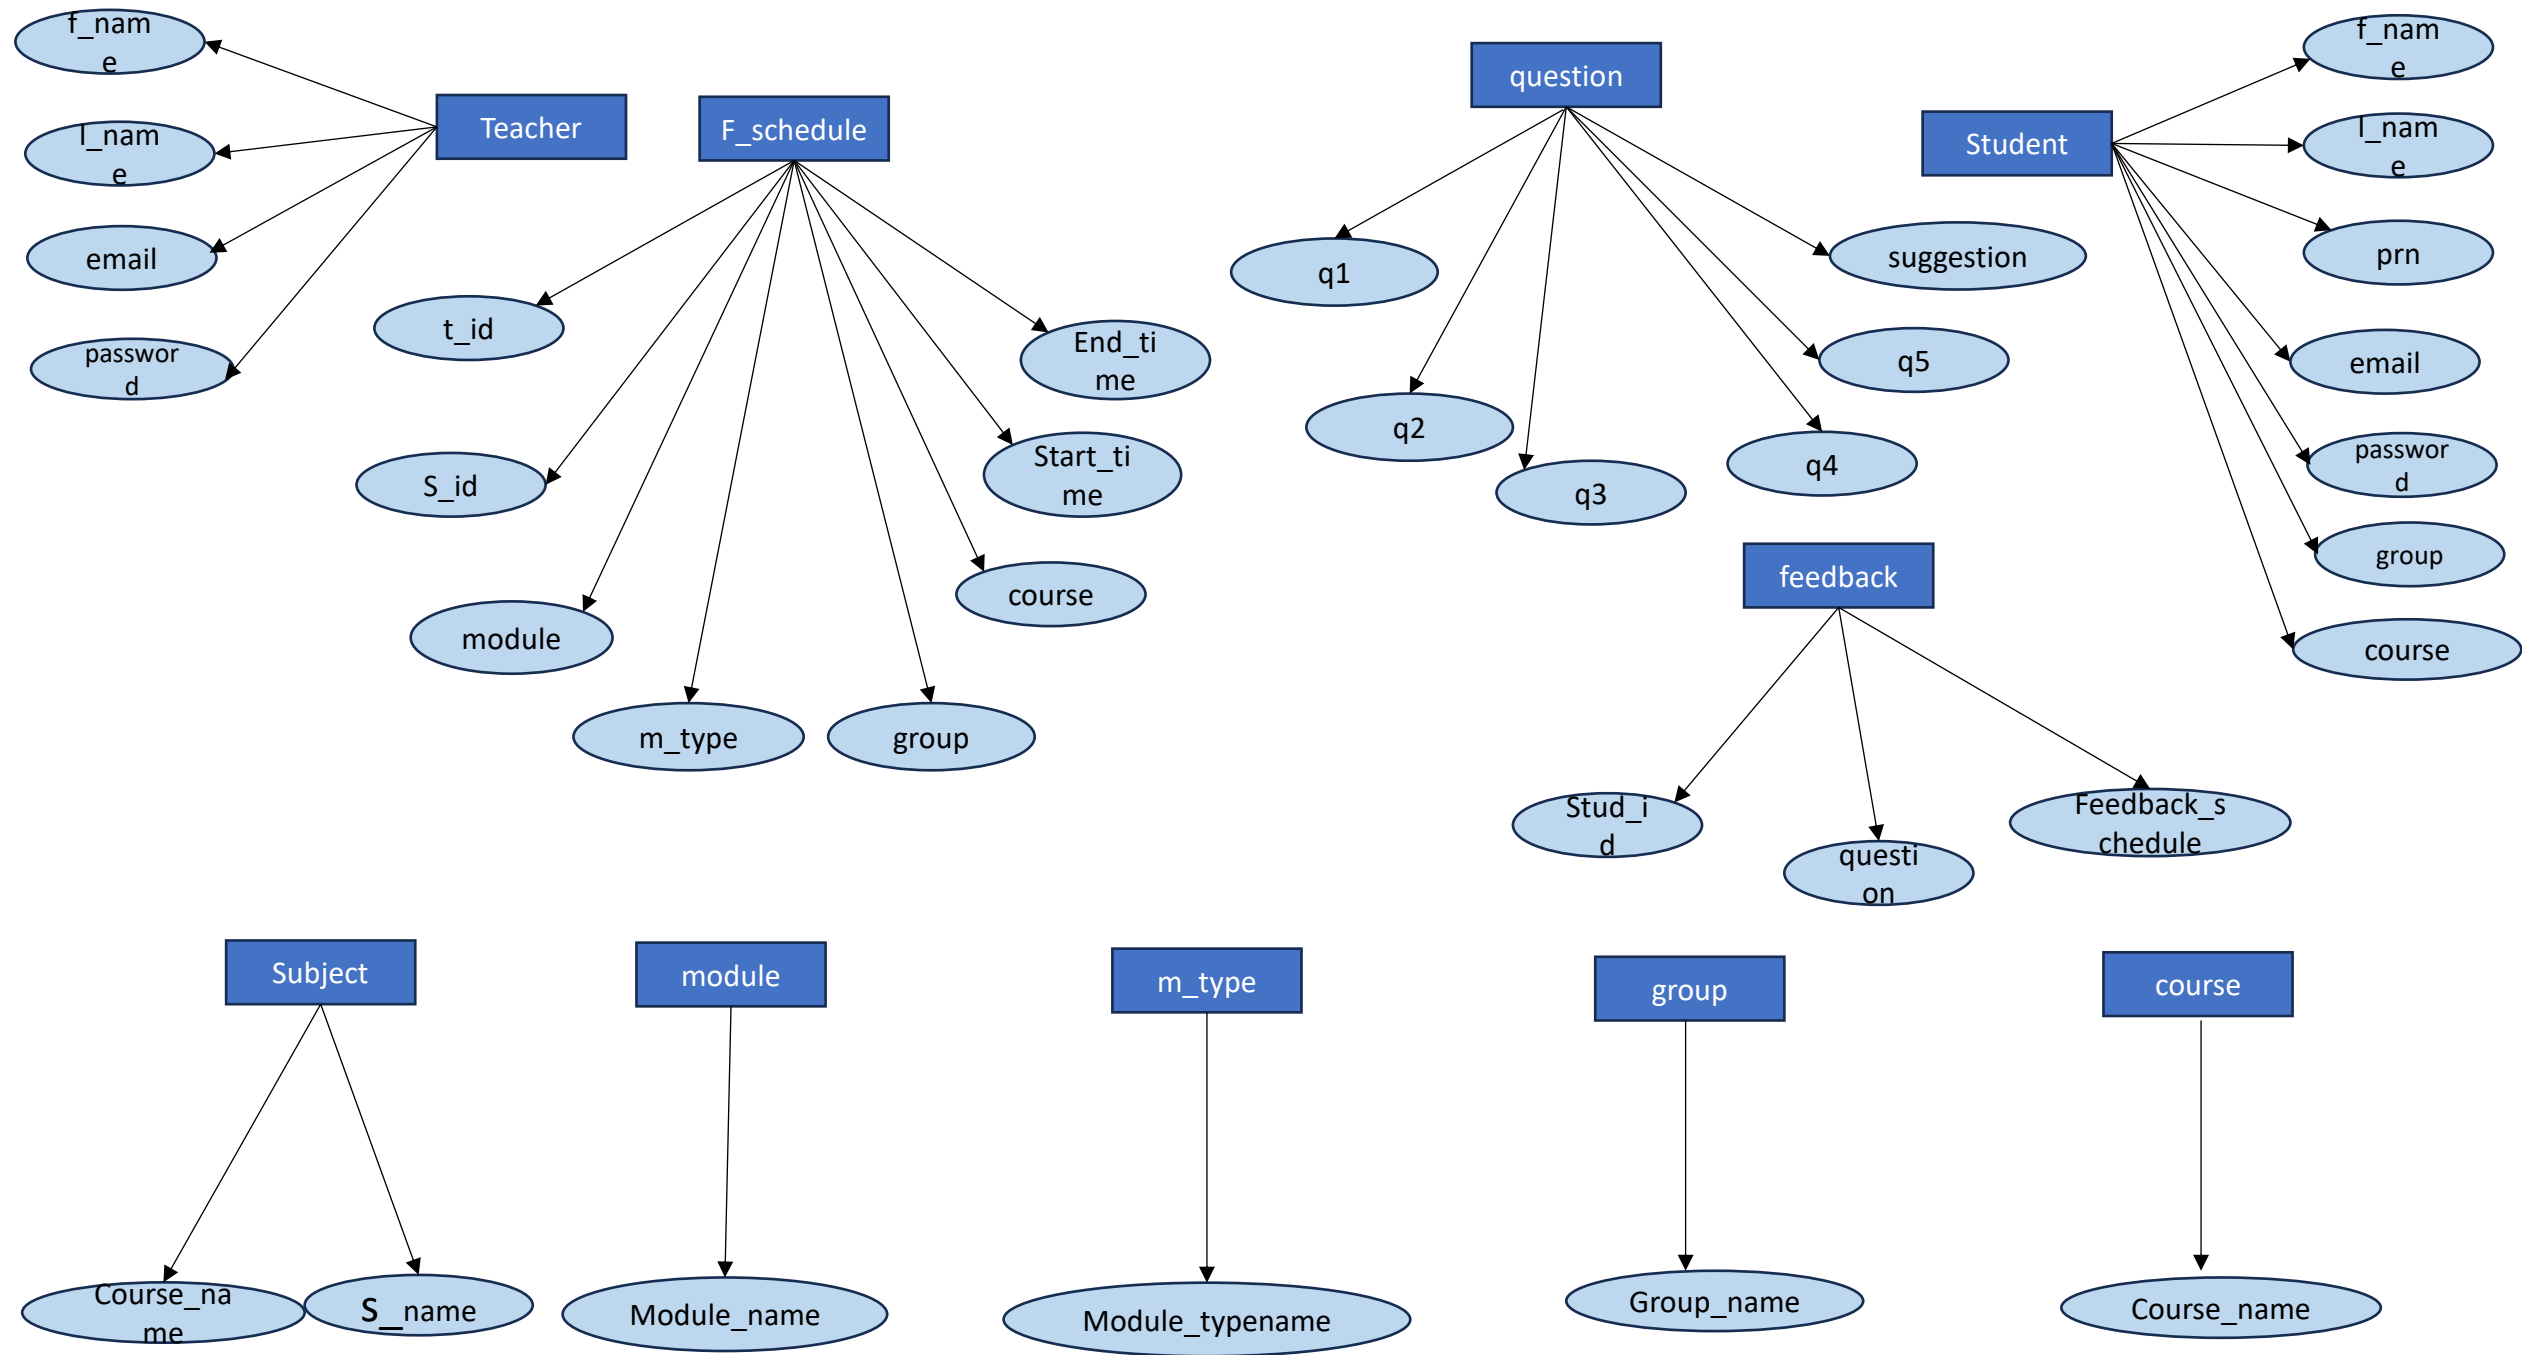 f_nam
e
l_nam
e
email
passwor
d
Teacher
F_schedule
t_id
S_id
module
m_type
group
course
Start_ti
me
End_ti
me
question
q1
q2
q3
q4
q5
suggestion
Student
f_nam
e
l_nam
e
prn
email
passwor
d
group
course
feedback
Stud_i
d
questi
on
Feedback_s
chedule
Subject
Course_na
me
S_name
module
Module_name
m_type
Module_typename
group
Group_name
course
Course_name